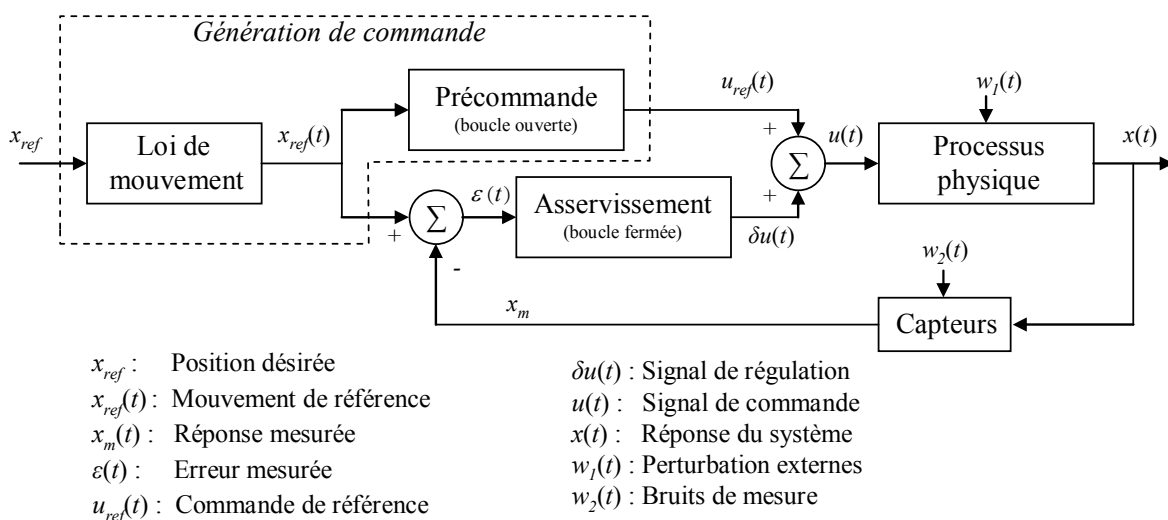 Génération de commande
x_ref
Loi de
mouvement
x_ref(t)
Précommande
(boucle ouverte)
u_ref(t)
+
+
Σ
u(t)
w_1(t)
Processus
physique
x(t)
+
-
Σ
ε(t)
Asservissement
(boucle fermée)
δu(t)
w_2(t)
Capteurs
x_m
x_ref : Position désirée
x_ref(t) : Mouvement de référence
x_m(t) : Réponse mesurée
ε(t) : Erreur mesurée
u_ref(t) : Commande de référence
δu(t) : Signal de régulation
u(t) : Signal de commande
x(t) : Réponse du système
w_1(t) : Perturbation externes
w_2(t) : Bruits de mesure